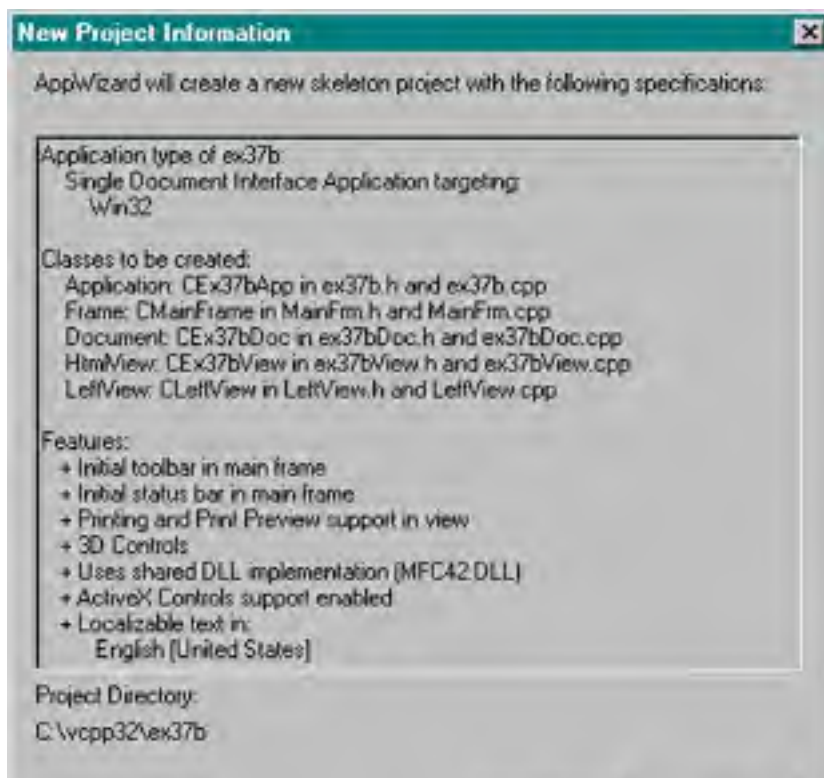 New Project Information
AppWizard will create a new skeleton project with the following specifications:
Application type of ex37b:
Single Document Interface Application targeting:
Win32
Classes to be created:
Application: CEx37bApp in ex37b.h and ex37b.cpp
Frame: CMainFrame in MainFrm.h and MainFrm.cpp
Document: CEx37bDoc in ex37bDoc.h and ex37bDoc.cpp
HtmlView: CEx37bView in ex37bView.h and ex37bView.cpp
LeftView: CLeftView in LeftView.h and LeftView.cpp
Features:
+ Initial toolbar in main frame
+ Initial status bar in main frame
+ Printing and Print Preview support in view
+ 3D Controls
+ Uses shared DLL implementation (MFC42.DLL)
+ ActiveX Controls support enabled
+ Localizable text in:
English [United States]
Project Directory:
C:\vcpp32\ex37b